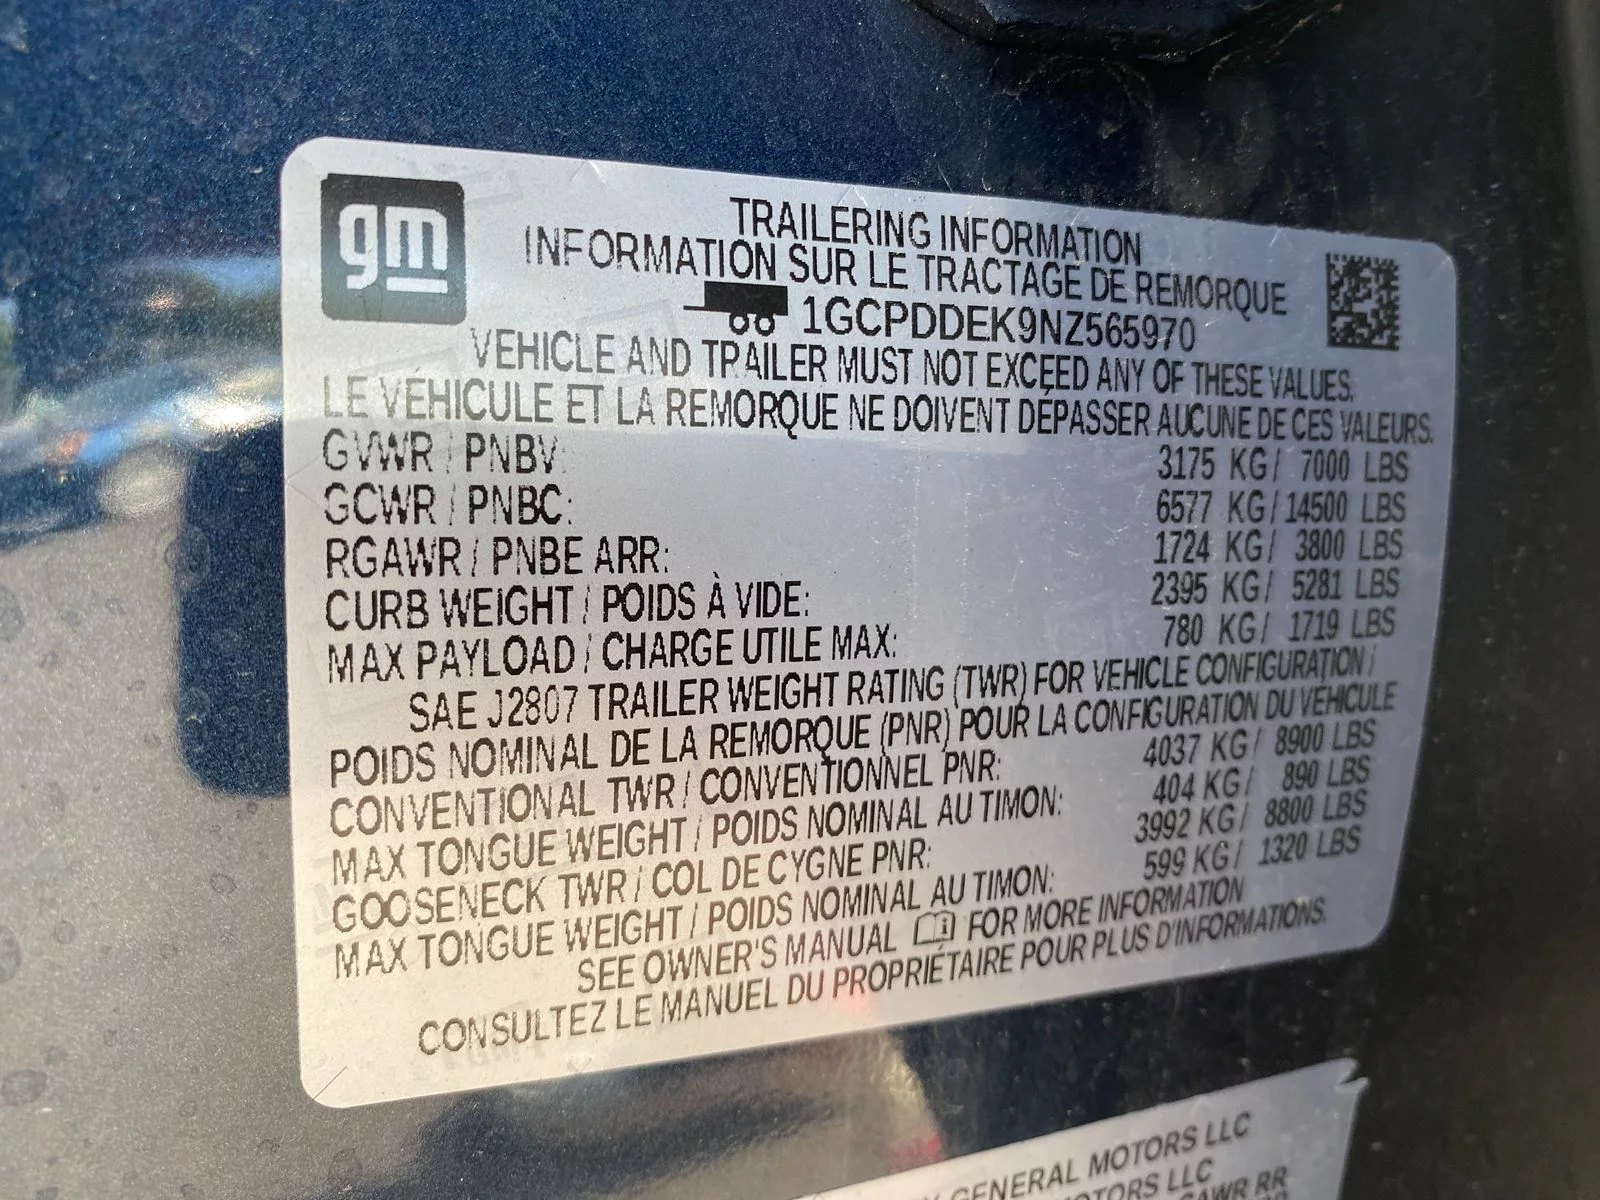 gm
TRAILERING INFORMATION
INFORMATION SUR LE TRACTAGE DE REMORQUE
1GCPDDEK9NZ565970
VEHICLE AND TRAILER MUST NOT EXCEED ANY OF THESE VALUES.
LE VÉHICULE ET LA REMORQUE NE DOIVENT DÉPASSER AUCUNE DE CES VALEURS.
GVWR / PNBV: 3175 KG/ 7000 LBS
GCWR / PNBC: 6577 KG/ 14500 LBS
RGAWR / PNBE ARR: 1724 KG/ 3800 LBS
CURB WEIGHT / POIDS À VIDE: 2395 KG/ 5281 LBS
MAX PAYLOAD / CHARGE UTILE MAX: 780 KG/ 1719 LBS
SAE J2807 TRAILER WEIGHT RATING (TWR) FOR VEHICLE CONFIGURATION /
POIDS NOMINAL DE LA REMORQUE (PNR) POUR LA CONFIGURATION DU VÉHICULE
CONVENTIONAL TWR / CONVENTIONNEL PNR: 4037 KG/ 8900 LBS
MAX TONGUE WEIGHT / POIDS NOMINAL AU TIMON: 404 KG/ 890 LBS
GOOSENECK TWR / COL DE CYGNE PNR: 3992 KG/ 8800 LBS
MAX TONGUE WEIGHT / POIDS NOMINAL AU TIMON: 599 KG/ 1320 LBS
SEE OWNER'S MANUAL FOR MORE INFORMATION
CONSULTEZ LE MANUEL DU PROPRIÉTAIRE POUR PLUS D'INFORMATIONS.
GENERAL MOTORS LLC
MOTORS LLC
GAWR RR